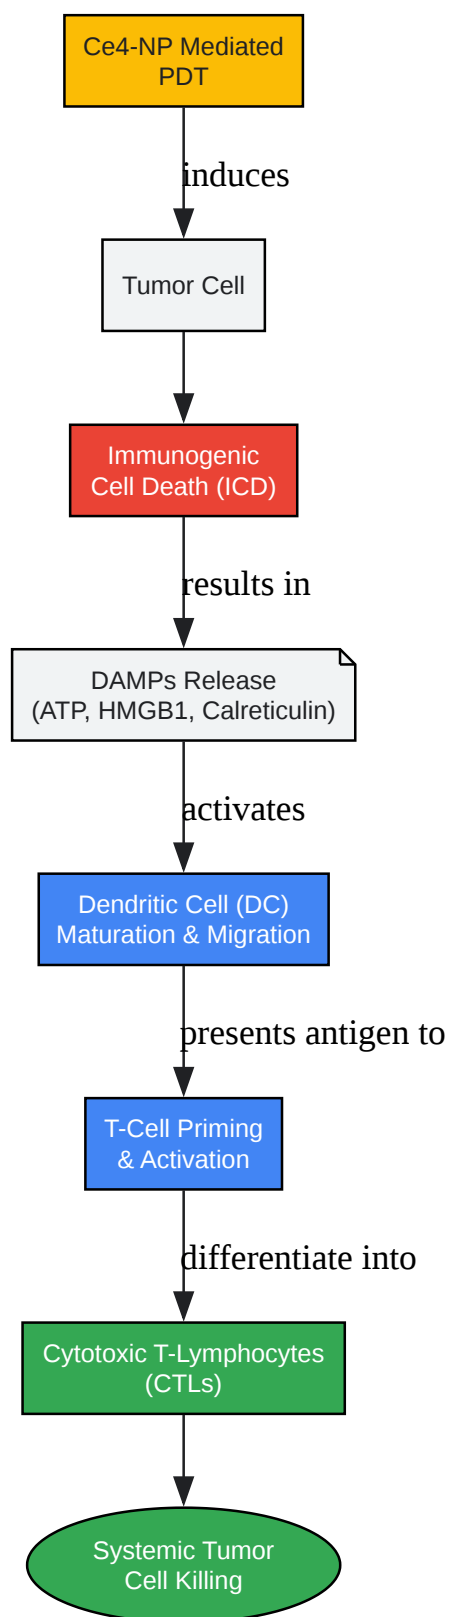 Ce4-NP Mediated
PDT
induces
Tumor Cell
Immunogenic
Cell Death (ICD)
results in
DAMPs Release
(ATP, HMGB1, Calreticulin)
activates
Dendritic Cell (DC)
Maturation & Migration
presents antigen to
T-Cell Priming
& Activation
differentiate into
Cytotoxic T-Lymphocytes
(CTLs)
Systemic Tumor
Cell Killing